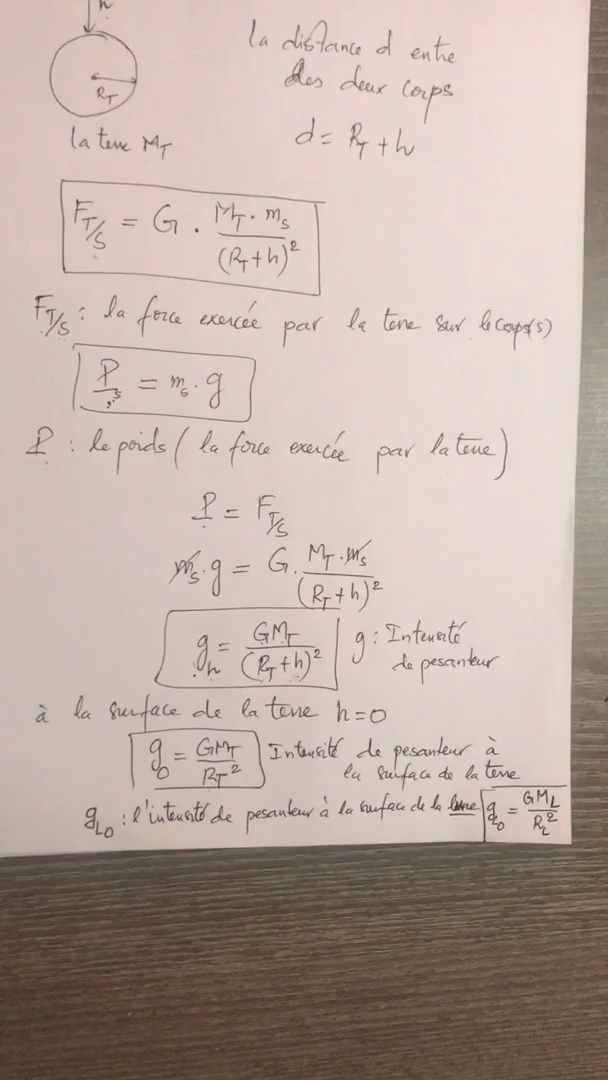 h
R_T
la terre M_T
la distance d entre
des deux corps
d = R_T + h
F_T/S = G . M_T . m_s / (R_T + h)²
F_T/S : la force exercée par la terre sur le corps(s)
P_s = m_s . g
P : le poids ( la force exercée par la terre )
P = F_T/S
m_s . g = G . M_T . m_s / (R_T + h)²
g_h = GM_T / (R_T + h)² g : Intensité
de pesanteur
à la surface de la terre h = 0
g_0 = GM_T / R_T² Intensité de pesanteur à
la surface de la terre
g_L0 : l'intensité de pesanteur à la surface de la lune g_L0 = GM_L / R_L²